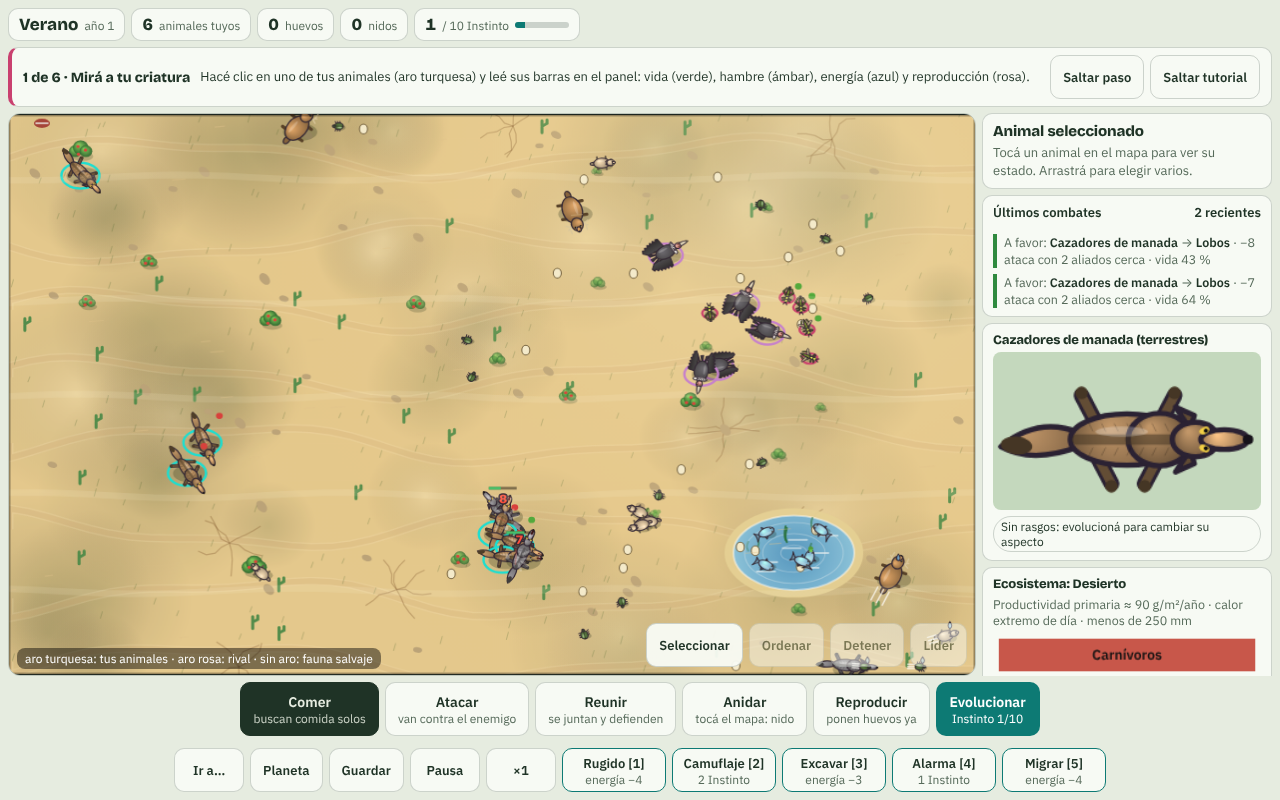 Verano año 1
6 animales tuyos
0 huevos
0 nidos
1 / 10 Instinto
1 de 6 · Mirá a tu criatura
Hacé clic en uno de tus animales (aro turquesa) y leé sus barras en el panel: vida (verde), hambre (ámbar), energía (azul) y reproducción (rosa).
Saltar paso
Saltar tutorial
Animal seleccionado
Tocá un animal en el mapa para ver su
estado. Arrastrá para elegir varios.
Últimos combates
2 recientes
A favor: Cazadores de manada → Lobos · −8
ataca con 2 aliados cerca · vida 43 %
A favor: Cazadores de manada → Lobos · −7
ataca con 2 aliados cerca · vida 64 %
Cazadores de manada (terrestres)
Sin rasgos: evolucioná para cambiar su
aspecto
Ecosistema: Desierto
Productividad primaria ≈ 90 g/m²/año · calor
extremo de día · menos de 250 mm
Carnívoros
8
7
aro turquesa: tus animales · aro rosa: rival · sin aro: fauna salvaje
Seleccionar
Ordenar
Detener
Líder
Comer
buscan comida solos
Atacar
van contra el enemigo
Reunir
se juntan y defienden
Anidar
tocá el mapa: nido
Reproducir
ponen huevos ya
Evolucionar
Instinto 1/10
Ir a...
Planeta
Guardar
Pausa
×1
Rugido [1]
energía −4
Camuflaje [2]
2 Instinto
Excavar [3]
energía −3
Alarma [4]
1 Instinto
Migrar [5]
energía −4